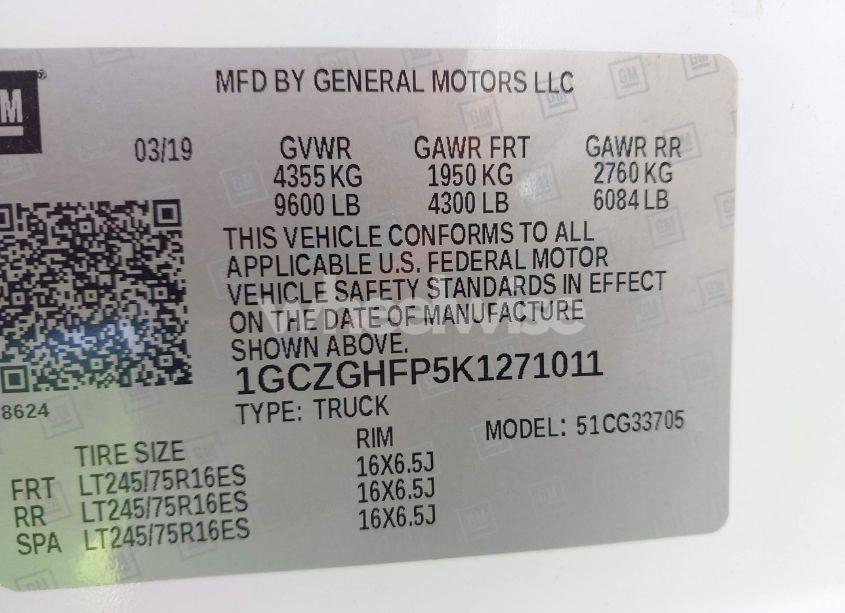 MFD BY GENERAL MOTORS LLC
03/19 GVWR GAWR FRT GAWR RR
4355 KG 1950 KG 2760 KG
9600 LB 4300 LB 6084 LB
THIS VEHICLE CONFORMS TO ALL
APPLICABLE U.S. FEDERAL MOTOR
VEHICLE SAFETY STANDARDS IN EFFECT
ON THE DATE OF MANUFACTURE
SHOWN ABOVE.
1GCZGHFP5K1271011
8624
TYPE: TRUCK
MODEL: 51CG33705
TIRE SIZE RIM
FRT LT245/75R16ES 16X6.5J
RR LT245/75R16ES 16X6.5J
SPA LT245/75R16ES 16X6.5J
GM
wheelwise